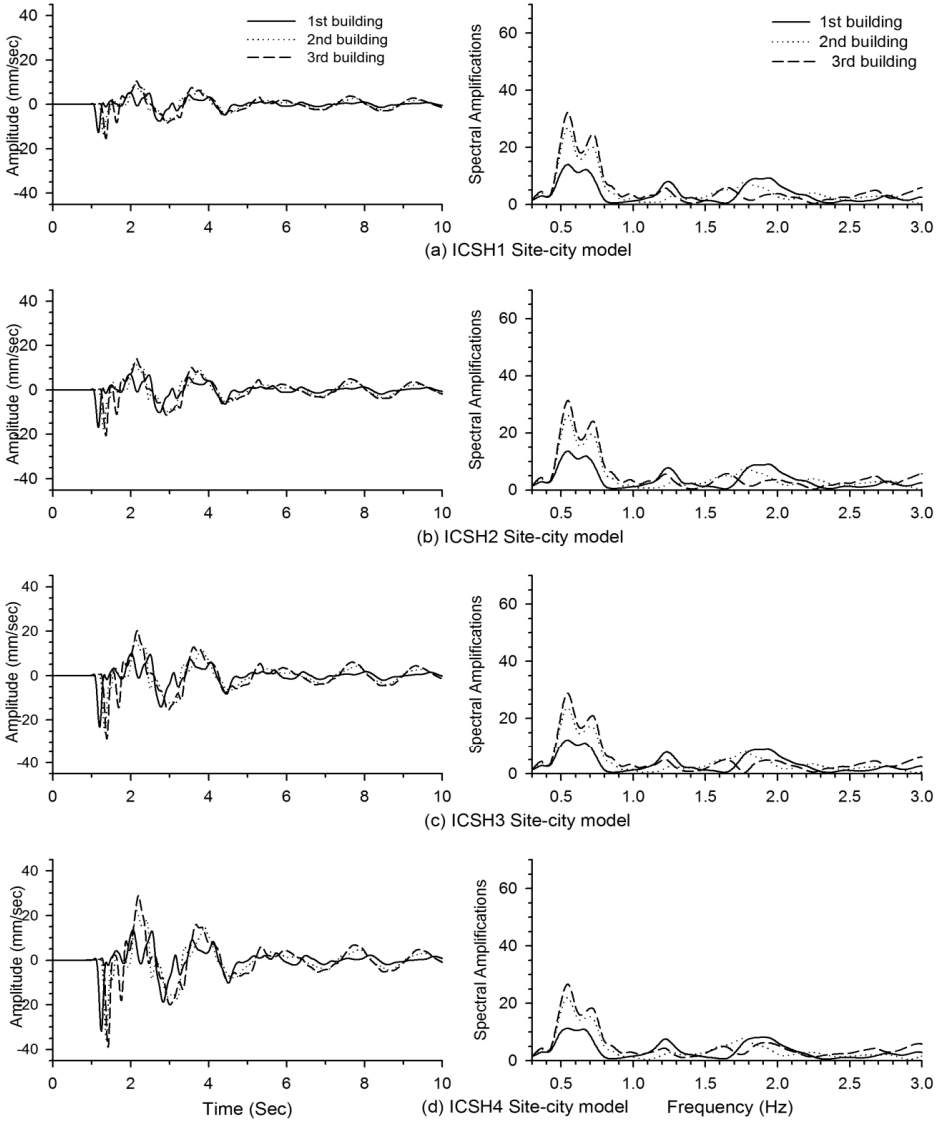 40
20
0
-20
-40
Amplitude (mm/sec)
1st building
2nd building
3rd building
0 2 4 6 8 10
60
40
20
0
Spectral Amplifications
1st building
2nd building
3rd building
0.5 1.0 1.5 2.0 2.5 3.0
(a) ICSH1 Site-city model
40
20
0
-20
-40
Amplitude (mm/sec)
0 2 4 6 8 10
60
40
20
0
Spectral Amplifications
0.5 1.0 1.5 2.0 2.5 3.0
(b) ICSH2 Site-city model
40
20
0
-20
-40
Amplitude (mm/sec)
0 2 4 6 8 10
60
40
20
0
Spectral Amplifications
0.5 1.0 1.5 2.0 2.5 3.0
(c) ICSH3 Site-city model
40
20
0
-20
-40
Amplitude (mm/sec)
0 2 4 6 8 10
60
40
20
0
Spectral Amplifications
0.5 1.0 1.5 2.0 2.5 3.0
Time (Sec)
(d) ICSH4 Site-city model
Frequency (Hz)